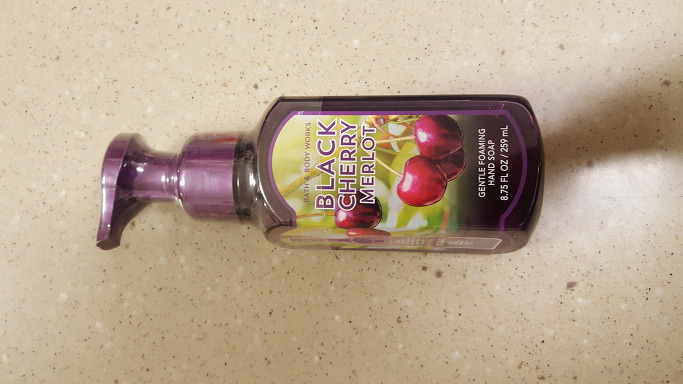 BATH & BODY WORKS
BLACK
CHERRY
MERLOT
GENTLE FOAMING
HAND SOAP
8.75 FL OZ / 259 mL